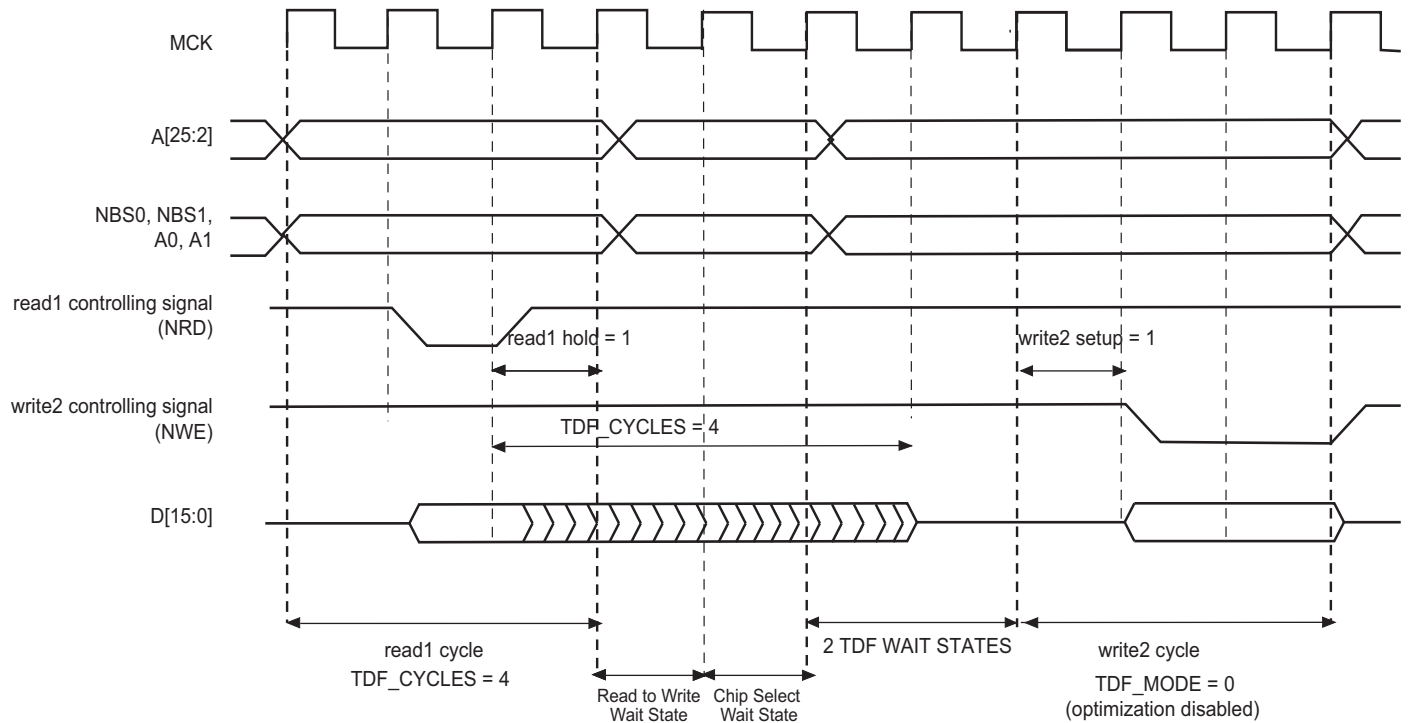 MCK
A[25:2]
NBS0, NBS1,
A0, A1
read1 controlling signal
(NRD)
read1 hold = 1
write2 setup = 1
write2 controlling signal
(NWE)
TDF_CYCLES = 4
D[15:0]
read1 cycle
TDF_CYCLES = 4
Read to Write
Wait State
Chip Select
Wait State
2 TDF WAIT STATES
write2 cycle
TDF_MODE = 0
(optimization disabled)